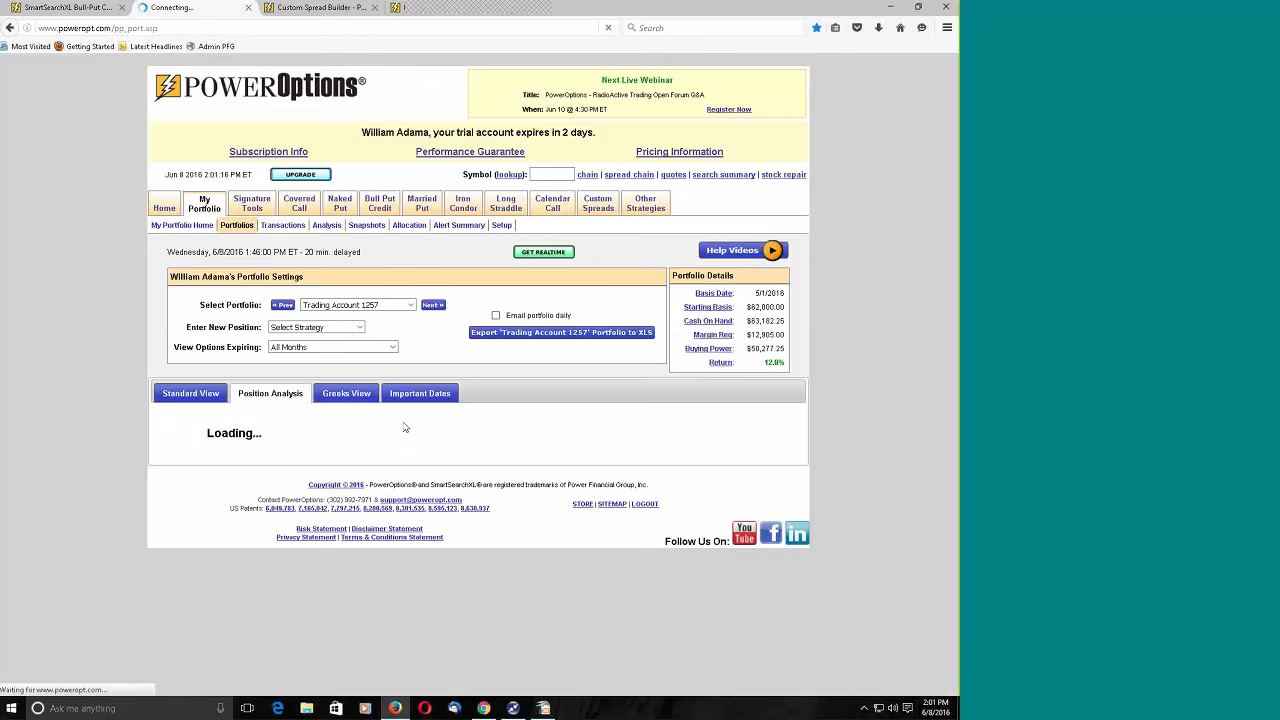 SmartSearchXL Bull-Put C...
Connecting...
Custom Spread Builder - P...
www.poweropt.com/pp_port.asp
Search
Most Visited
Getting Started
Latest Headlines
Admin PFG
POWEROptions®
Next Live Webinar
Title: PowerOptions - RadioActive Trading Open Forum Q&A
When: Jun 10 @ 4:30 PM ET
Register Now
William Adama, your trial account expires in 2 days.
Subscription Info
Performance Guarantee
Pricing Information
Jun 8 2016 2:01:16 PM ET
UPGRADE
Symbol (lookup):
chain | spread chain | quotes | search summary | stock repair
Home
My Portfolio
Signature Tools
Covered Call
Naked Put
Bull Put Credit
Married Put
Iron Condor
Long Straddle
Calendar Call
Custom Spreads
Other Strategies
My Portfolio Home
Portfolios
Transactions
Analysis
Snapshots
Allocation
Alert Summary
Setup
Wednesday, 6/8/2016 1:46:00 PM ET - 20 min. delayed
GET REALTIME
Help Videos
William Adama's Portfolio Settings
Select Portfolio:
« Prev
Trading Account 1257
Next »
Email portfolio daily
Enter New Position:
Select Strategy
Export 'Trading Account 1257' Portfolio to XLS
View Options Expiring:
All Months
Portfolio Details
Basis Date: 5/1/2016
Starting Basis: $62,000.00
Cash On Hand: $63,182.25
Margin Req: $12,905.00
Buying Power: $50,277.25
Return: 12.8%
Standard View
Position Analysis
Greeks View
Important Dates
Loading...
Copyright © 2016 - PowerOptions® and SmartSearchXL® are registered trademarks of Power Financial Group, Inc.
Contact PowerOptions: (302) 992-7971 & support@poweropt.com
STORE | SITEMAP | LOGOUT
Risk Statement | Disclaimer Statement
Privacy Statement | Terms & Conditions Statement
Follow Us On:
You Tube
f
in
Waiting for www.poweropt.com...
Ask me anything
2:01 PM
6/8/2016